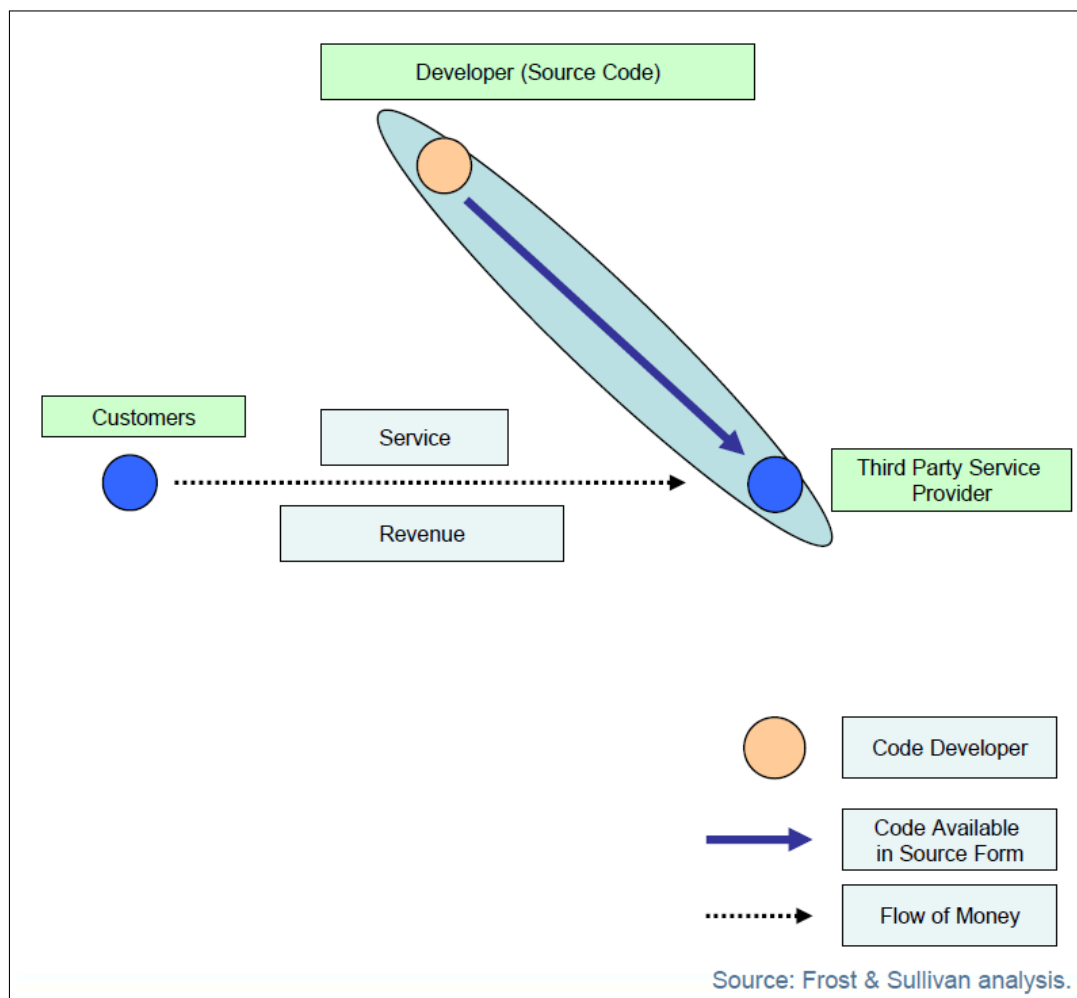 Developer (Source Code)
Customers
Service
Revenue
Third Party Service
Provider
Code Developer
Code Available
in Source Form
Flow of Money
Source: Frost & Sullivan analysis.